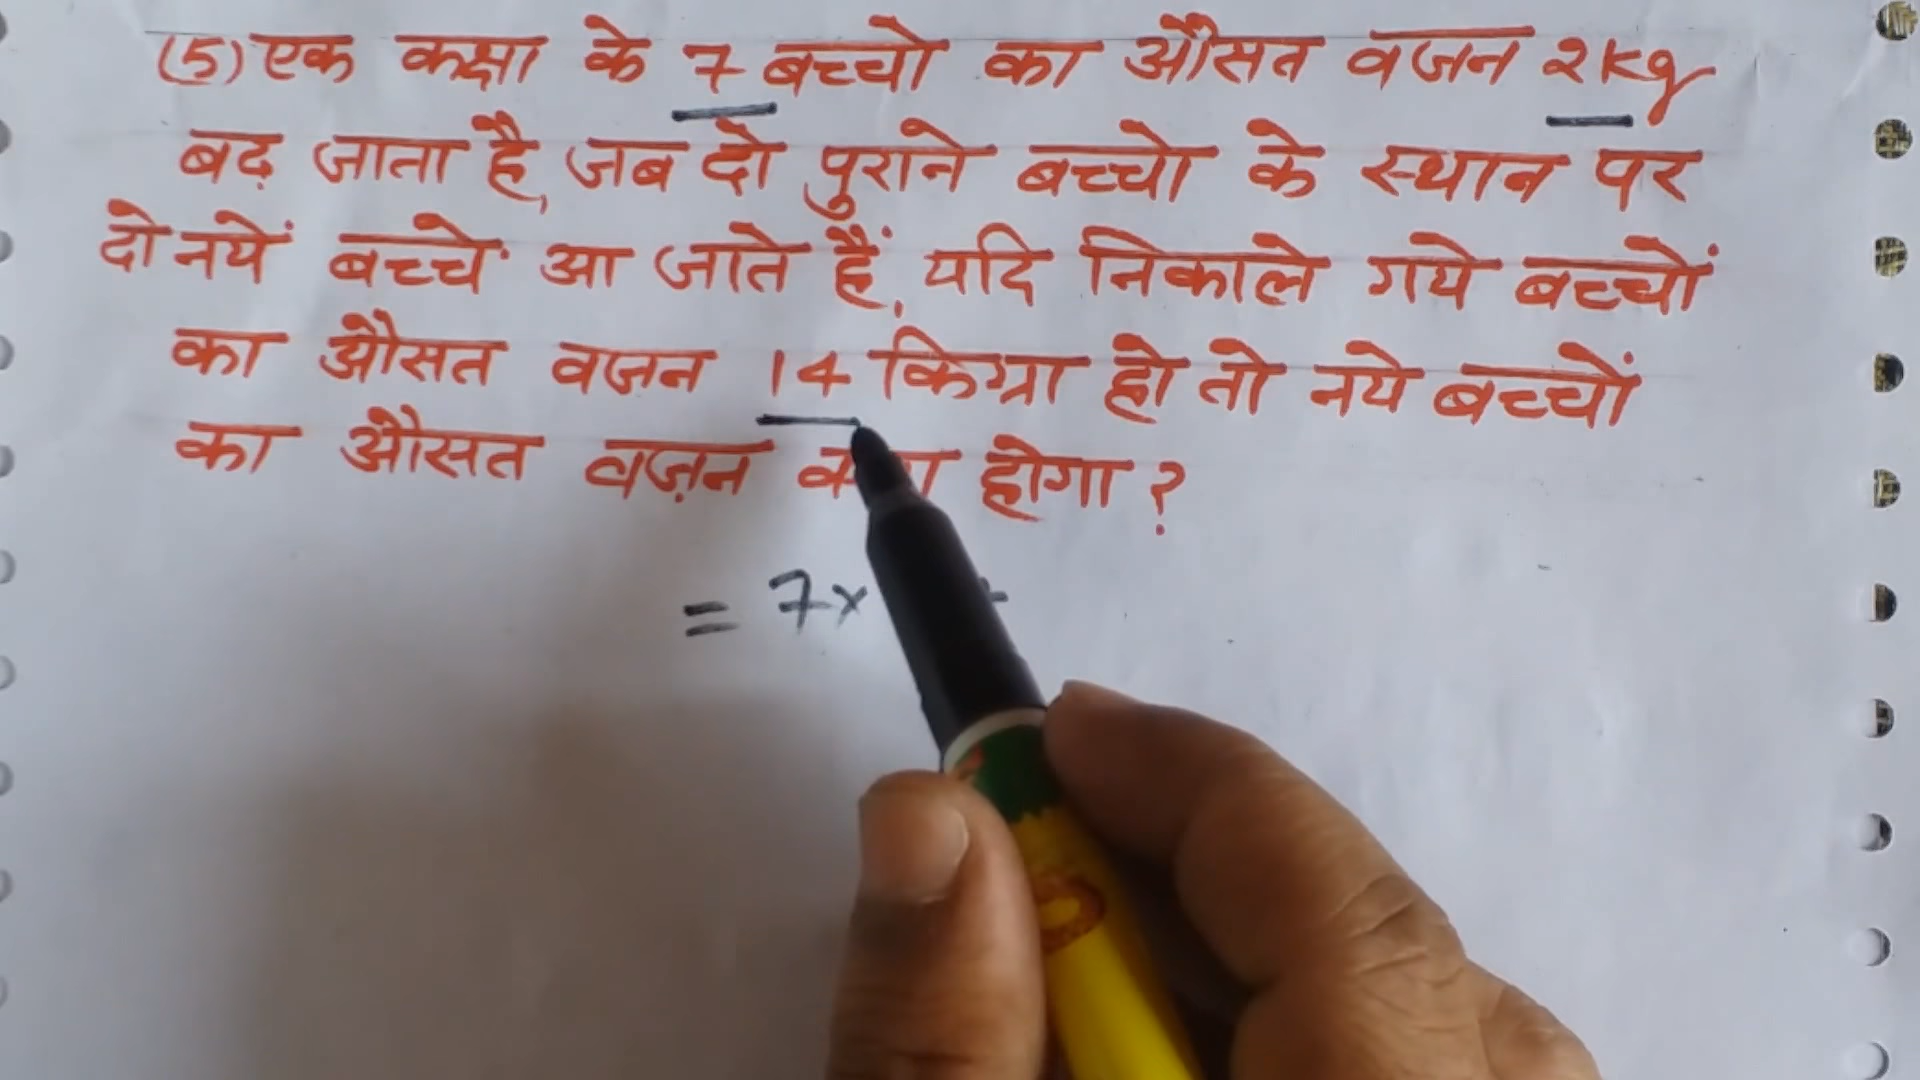 (5) एक कक्षा के 7 बच्चो का औसत वजन 2Kg
बढ़ जाता है, जब दो पुराने बच्चो के स्थान पर
दो नयें बच्चे आ जाते हैं, यदि निकाले गये बच्चों
का औसत वजन 14 किग्रा हो तो नये बच्चों
का औसत वज़न होगा ?
= 7x